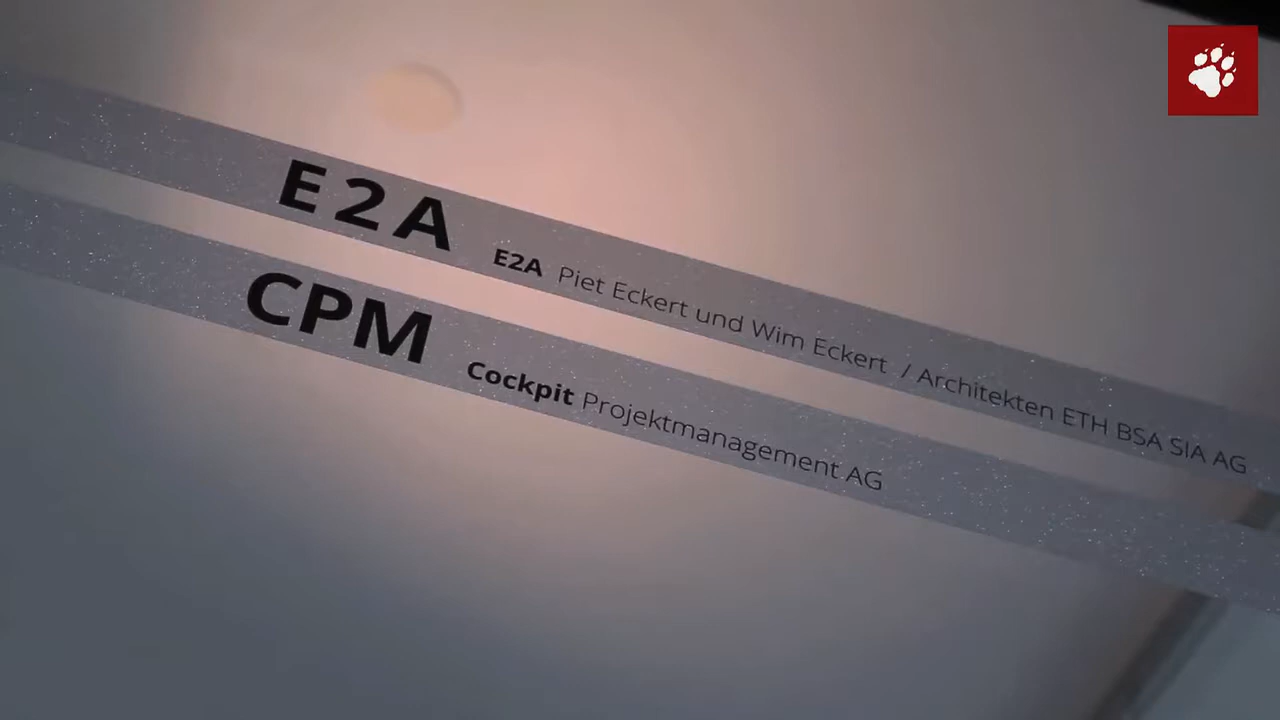 E2A E2A Piet Eckert und Wim Eckert / Architekten ETH BSA SIA AG
CPM Cockpit Projektmanagement AG